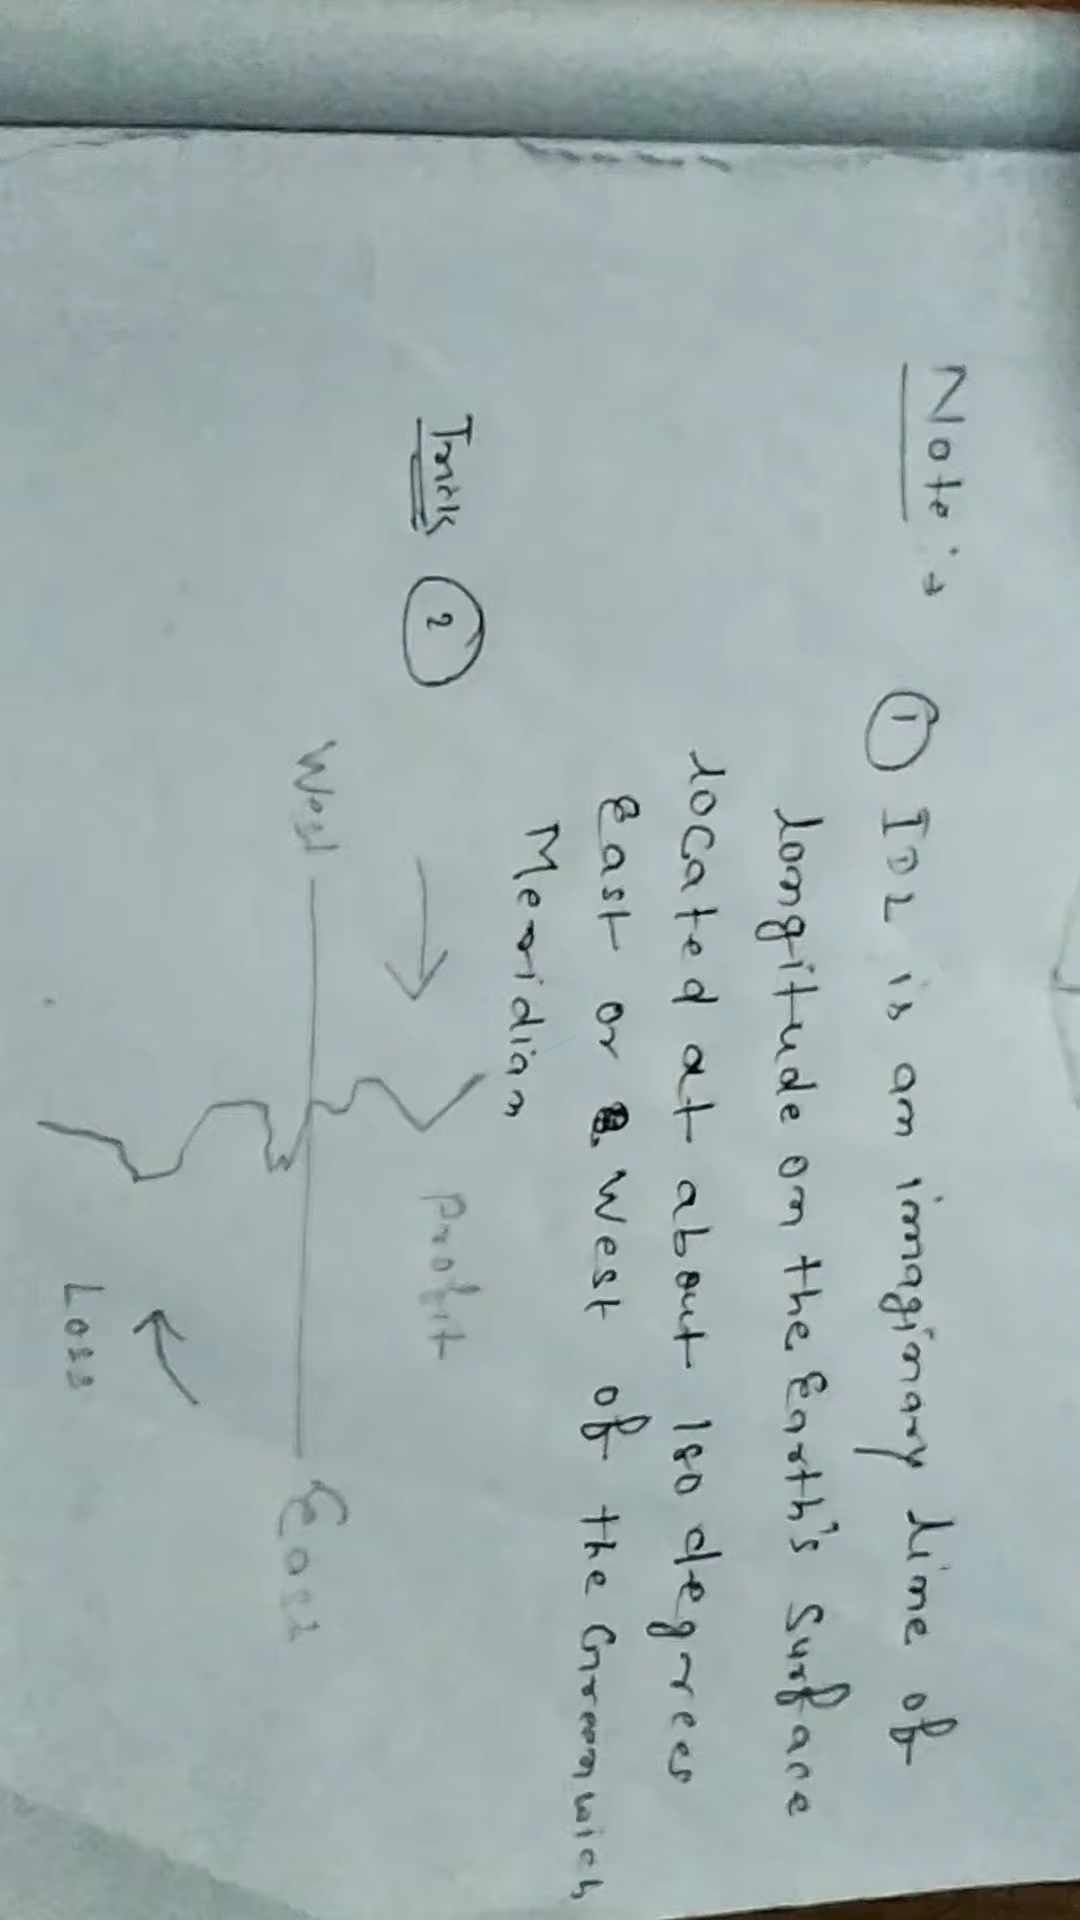 Note :→ ① IDL is an imaginary line of
longitude on the Earth's Surface
located at about 180 degrees
East or West of the Greenwich
Meridian
Trick ②
Profit
West East
Loss